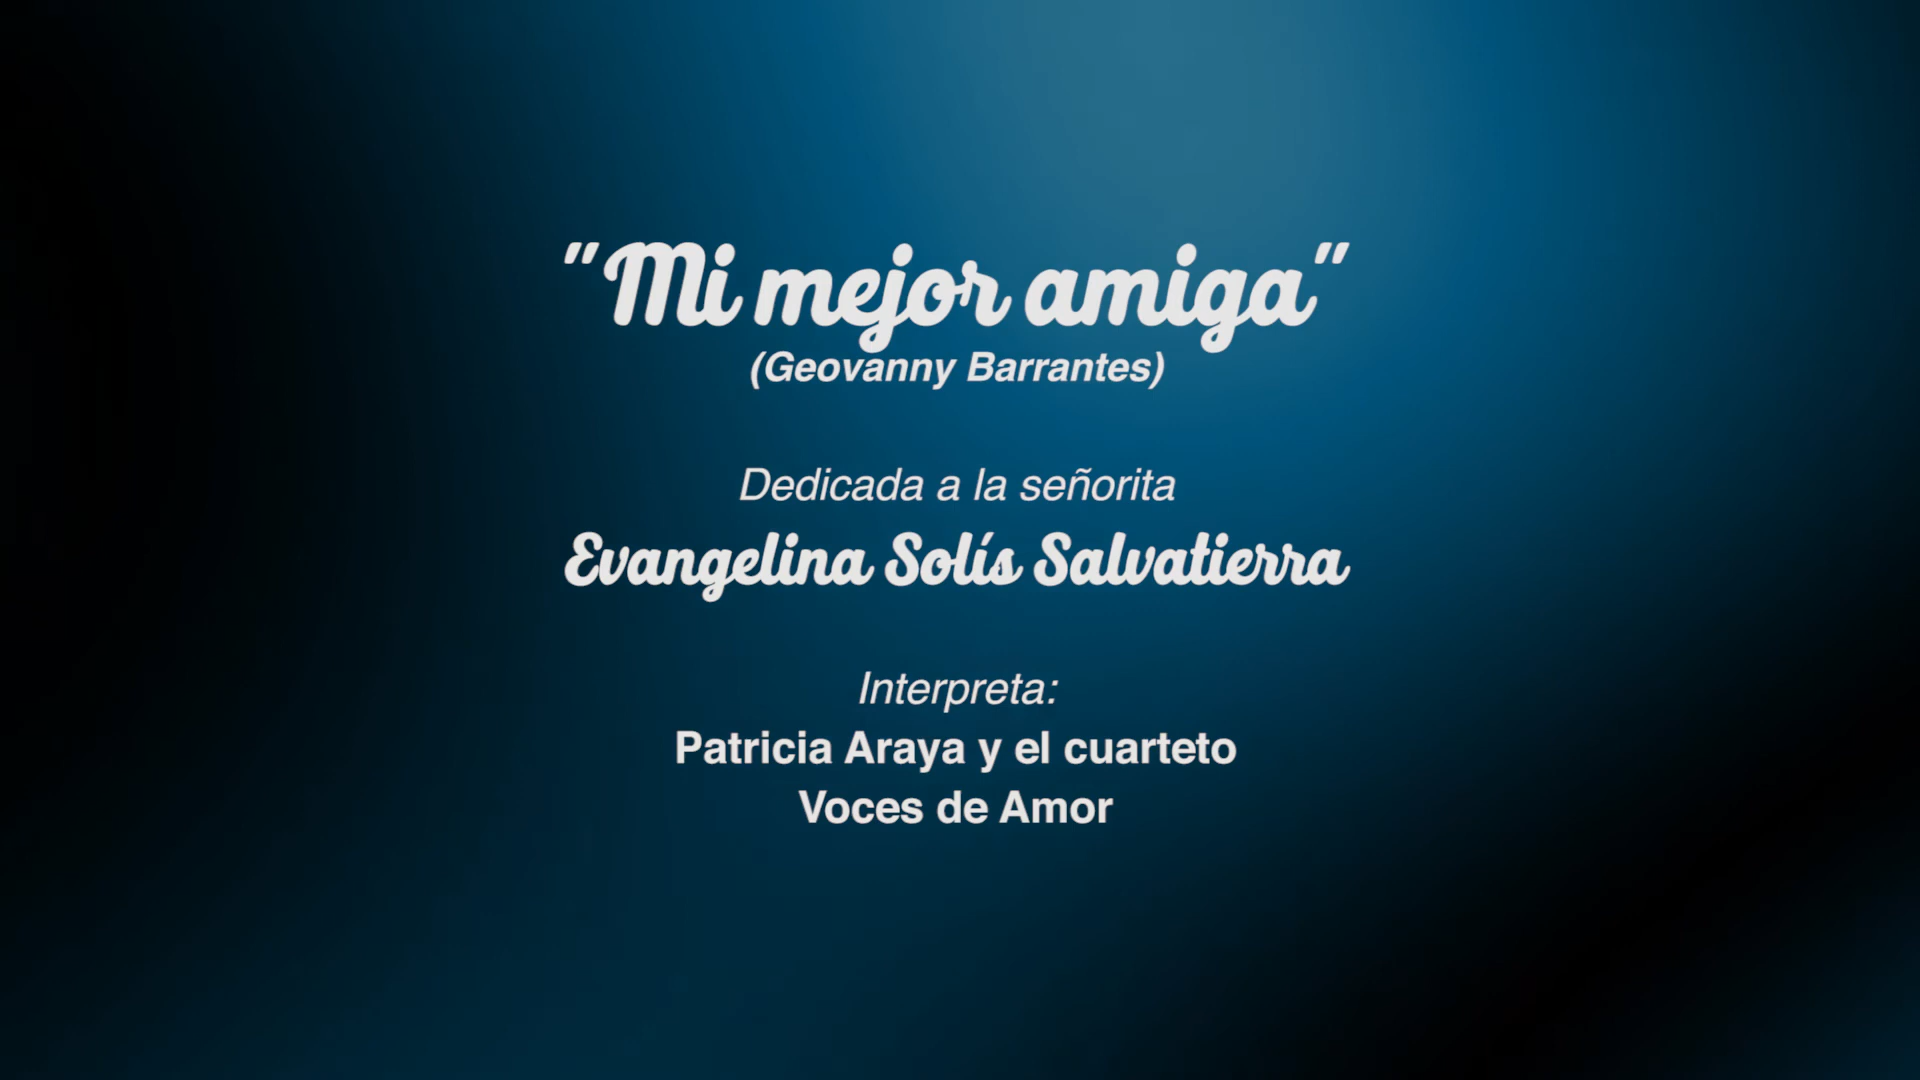 "Mi mejor amiga"
(Geovanny Barrantes)
Dedicada a la señorita
Evangelina Solís Salvatierra
Interpreta:
Patricia Araya y el cuarteto
Voces de Amor